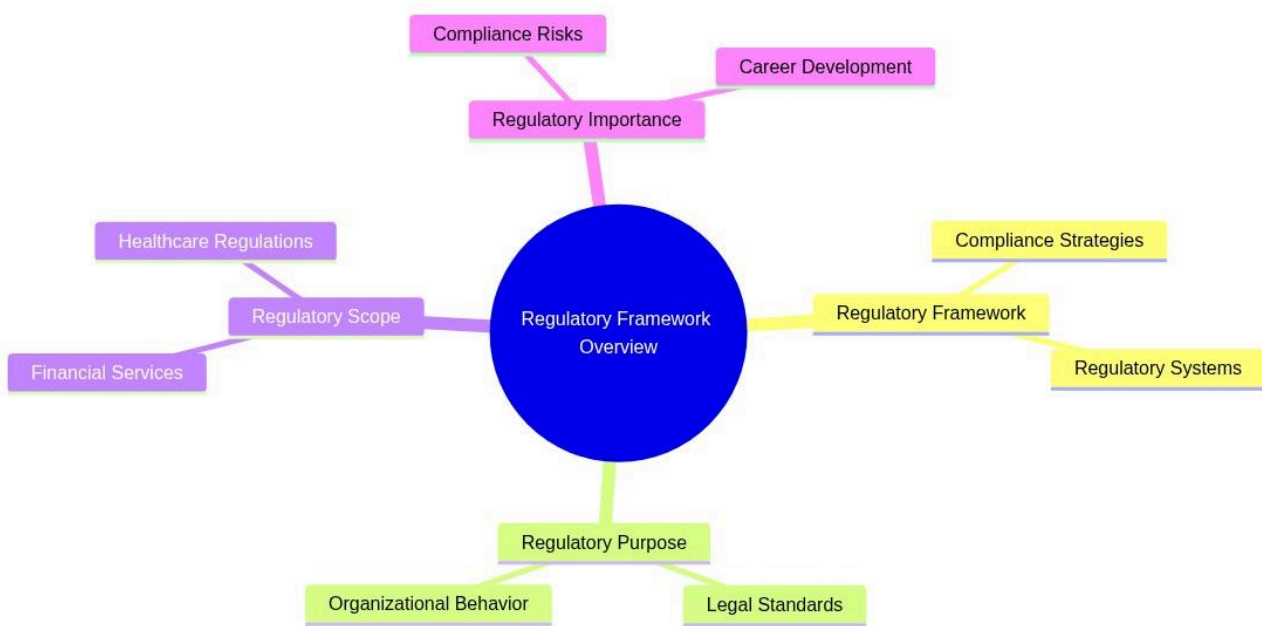 Compliance Risks
Career Development
Regulatory Importance
Healthcare Regulations
Compliance Strategies
Regulatory Scope
Regulatory Framework
Overview
Regulatory Framework
Financial Services
Regulatory Systems
Regulatory Purpose
Organizational Behavior
Legal Standards